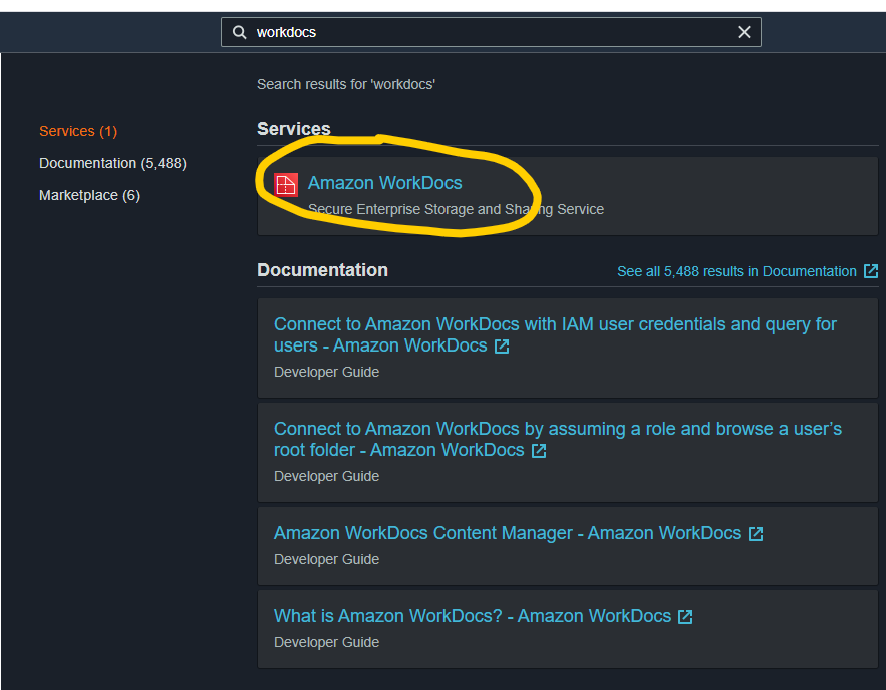 workdocs
Search results for 'workdocs'
Services (1)
Documentation (5,488)
Marketplace (6)
Services
Amazon WorkDocs
Secure Enterprise Storage and Sharing Service
Documentation
See all 5,488 results in Documentation
Connect to Amazon WorkDocs with IAM user credentials and query for
users - Amazon WorkDocs
Developer Guide
Connect to Amazon WorkDocs by assuming a role and browse a user’s
root folder - Amazon WorkDocs
Developer Guide
Amazon WorkDocs Content Manager - Amazon WorkDocs
Developer Guide
What is Amazon WorkDocs? - Amazon WorkDocs
Developer Guide